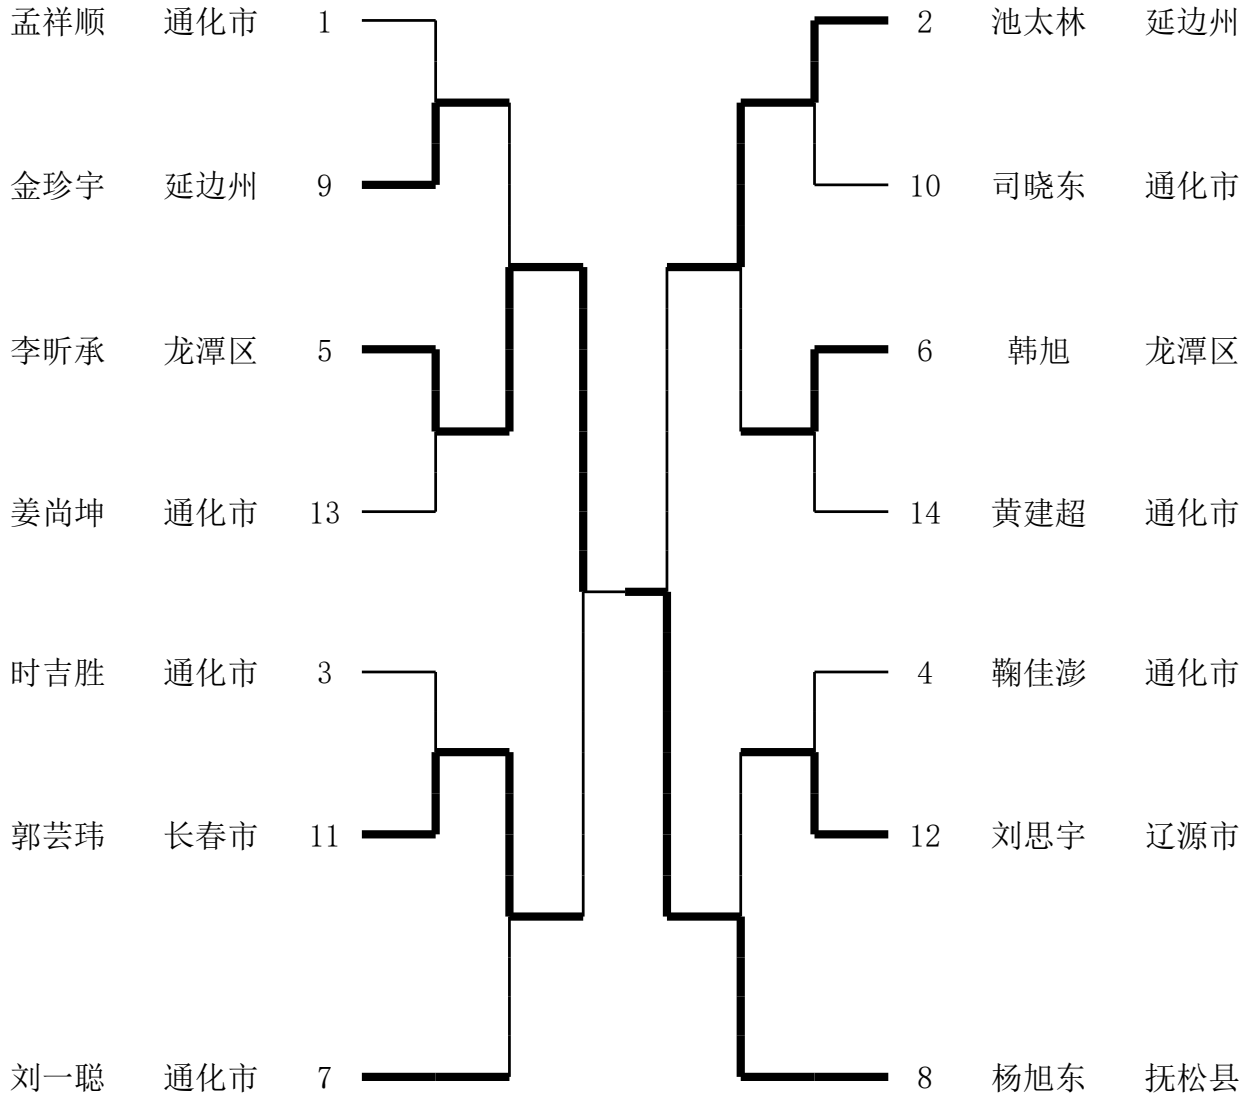 孟祥顺 通化市 1 2 池太林 延边州
金珍宇 延边州 9 10 司晓东 通化市
李昕承 龙潭区 5 6 韩旭 龙潭区
姜尚坤 通化市 13 14 黄建超 通化市
时吉胜 通化市 3 4 鞠佳澎 通化市
郭芸玮 长春市 11 12 刘思宇 辽源市
刘一聪 通化市 7 8 杨旭东 抚松县